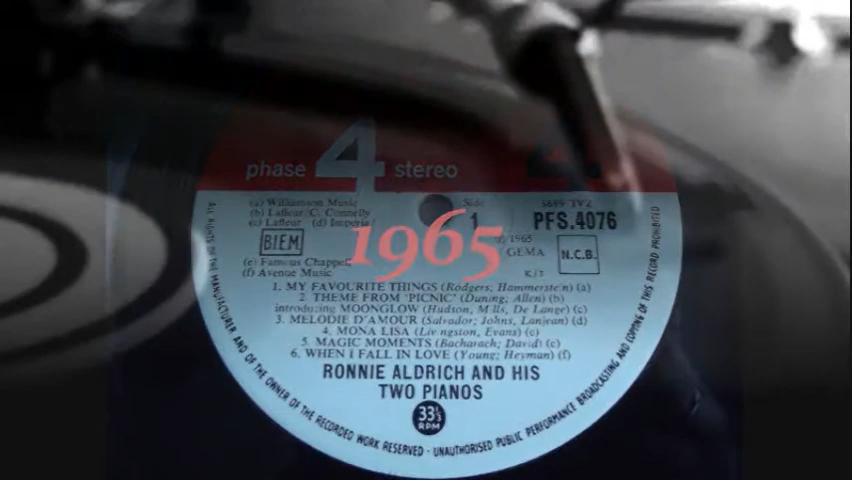 phase 4 stereo
(a) Williamson Music
(b) Lafleur/C. Connelly
(c) Lafleur (d) Imperia
BIEM
(e) Famous Chappell
(f) Avenue Music
Side
1
PFS.4076
1965
GEMA
N.C.B.
K/T
1965
1. MY FAVOURITE THINGS (Rodgers; Hammerstein) (a)
2. THEME FROM 'PICNIC' (Duning; Allen) (b)
introducing MOONGLOW (Hudson, Mills, De Lange) (c)
3. MELODIE D'AMOUR (Salvador; Johns, Lanjean) (d)
4. MONA LISA (Livingston, Evans) (c)
5. MAGIC MOMENTS (Bacharach; David) (c)
6. WHEN I FALL IN LOVE (Young; Heyman) (f)
RONNIE ALDRICH AND HIS
TWO PIANOS
33⅓
RPM
ALL RIGHTS OF THE MANUFACTURER AND OF THE OWNER OF THE RECORDED WORK RESERVED · UNAUTHORISED PUBLIC PERFORMANCE BROADCASTING AND COPYING OF THIS RECORD PROHIBITED